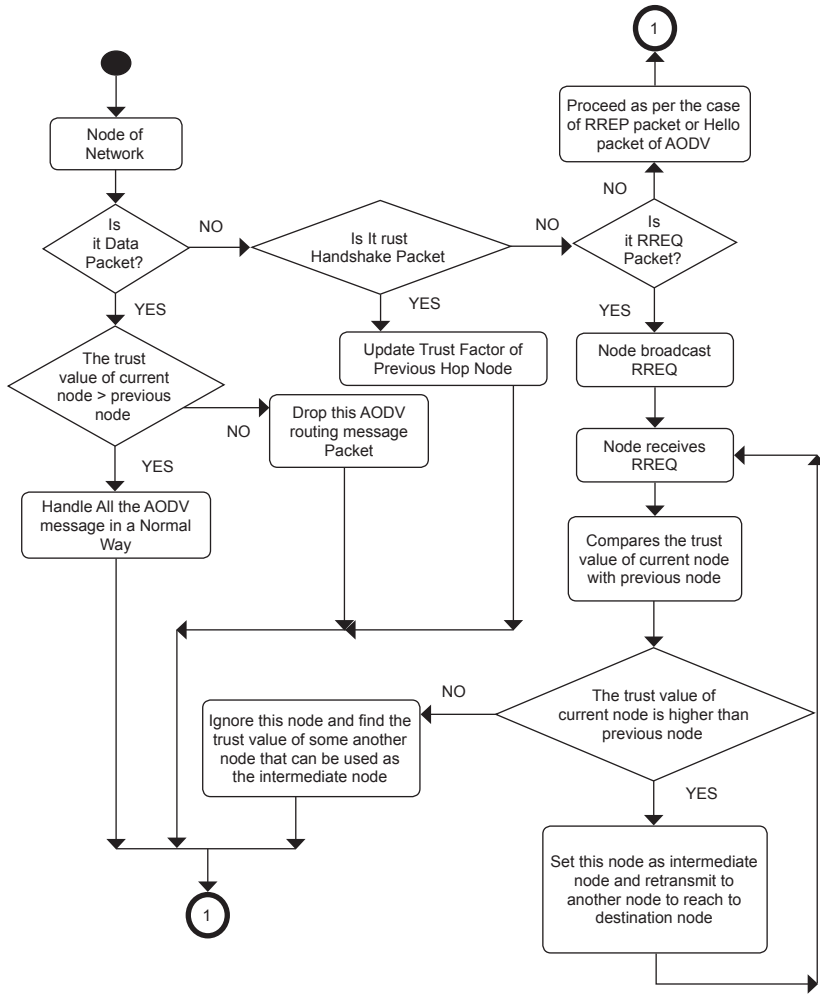 1
Proceed as per the case
of RREP packet or Hello
packet of AODV
Node of
Network
NO
Is
it Data
Packet?
NO
Is It rust
Handshake Packet
NO
Is
it RREQ
Packet?
YES
YES
YES
The trust
value of current
node > previous
node
Update Trust Factor of
Previous Hop Node
Node broadcast
RREQ
NO
Drop this AODV
routing message
Packet
Node receives
RREQ
YES
Handle All the AODV
message in a Normal
Way
Compares the trust
value of current node
with previous node
NO
The trust value of
current node is higher than
previous node
Ignore this node and find the
trust value of some another
node that can be used as
the intermediate node
YES
Set this node as intermediate
node and retransmit to
another node to reach to
destination node
1